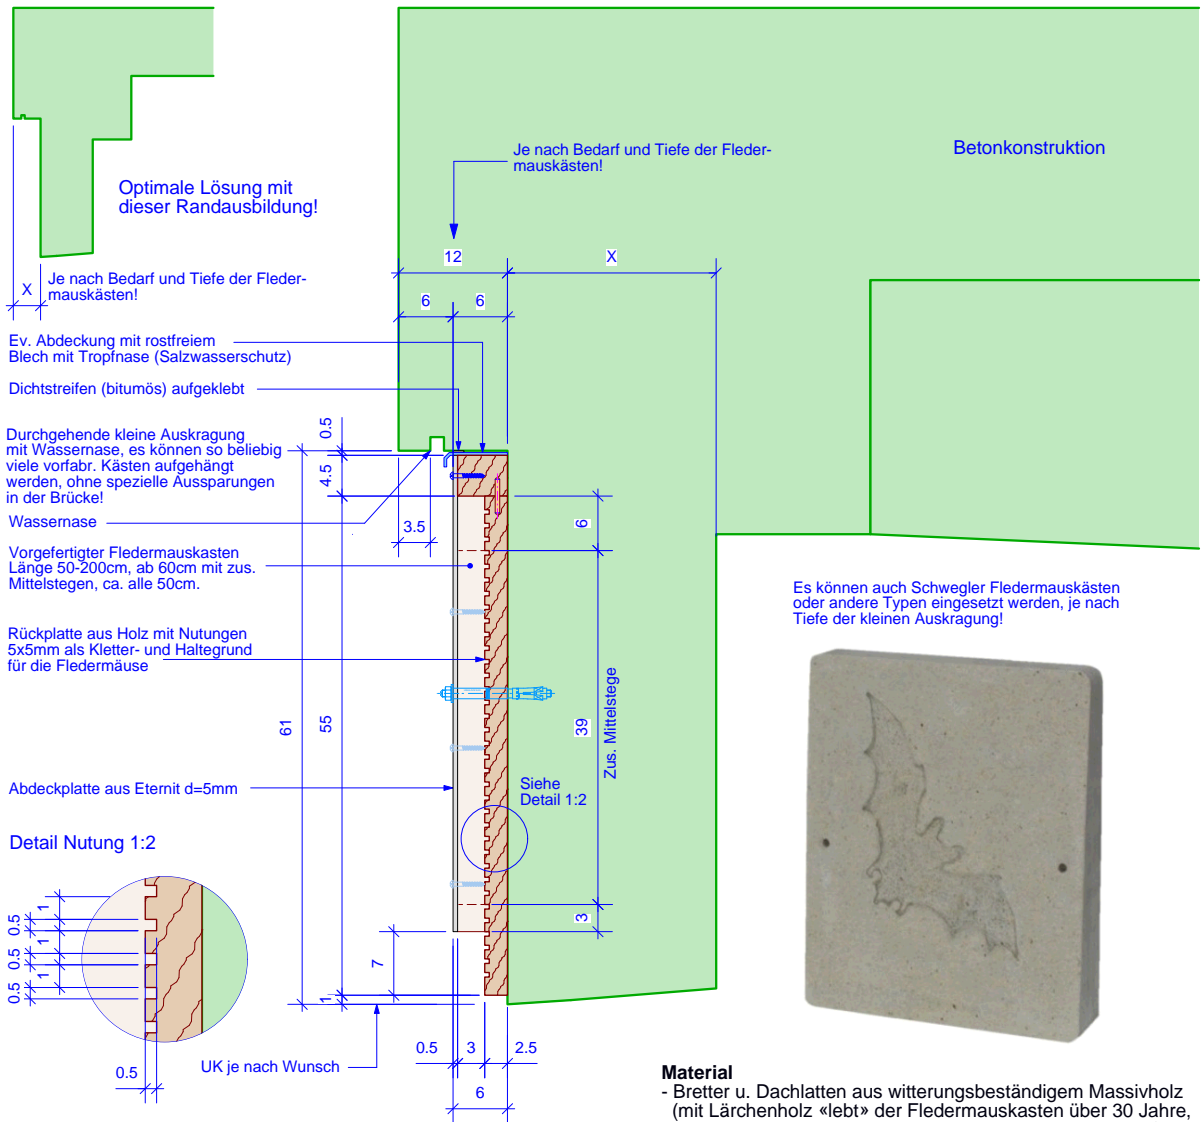 Betonkonstruktion
Je nach Bedarf und Tiefe der Fleder-
mauskästen!
Optimale Lösung mit
dieser Randausbildung!
12
X
X
Je nach Bedarf und Tiefe der Fleder-
mauskästen!
6
6
Ev. Abdeckung mit rostfreiem
Blech mit Tropfnase (Salzwasserschutz)
Dichtstreifen (bitumös) aufgeklebt
Durchgehende kleine Auskragung
mit Wassernase, es können so beliebig
viele vorfabr. Kästen aufgehängt
werden, ohne spezielle Aussparungen
in der Brücke!
Wassernase
0.5
4.5
3.5
6
Vorgefertigter Fledermauskasten
Länge 50-200cm, ab 60cm mit zus.
Mittelstegen, ca. alle 50cm.
Es können auch Schwegler Fledermauskästen
oder andere Typen eingesetzt werden, je nach
Tiefe der kleinen Auskragung!
Rückplatte aus Holz mit Nutungen
5x5mm als Kletter- und Haltegrund
für die Fledermäuse
61
55
39
Zus. Mittelstege
Abdeckplatte aus Eternit d=5mm
Siehe
Detail 1:2
Detail Nutung 1:2
1
0.5
1
0.5
1
0.5
0.5
3
7
1
UK je nach Wunsch
0.5
3
2.5
6
Material
- Bretter u. Dachlatten aus witterungsbeständigem Massivholz
(mit Lärchenholz «lebt» der Fledermauskasten über 30 Jahre,